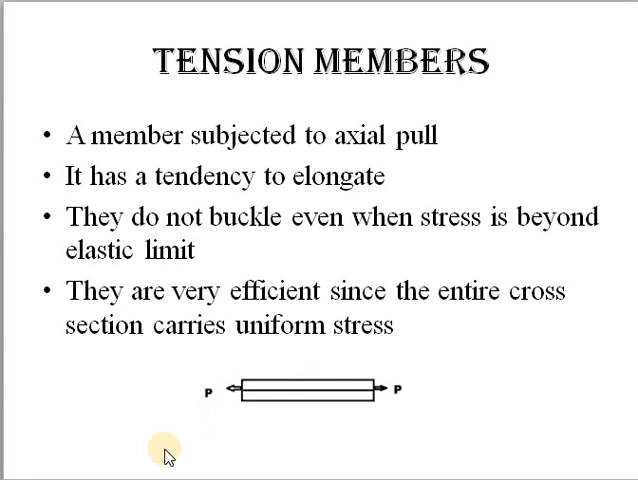 TENSION MEMBERS
• A member subjected to axial pull
• It has a tendency to elongate
• They do not buckle even when stress is beyond
elastic limit
• They are very efficient since the entire cross
section carries uniform stress
P P